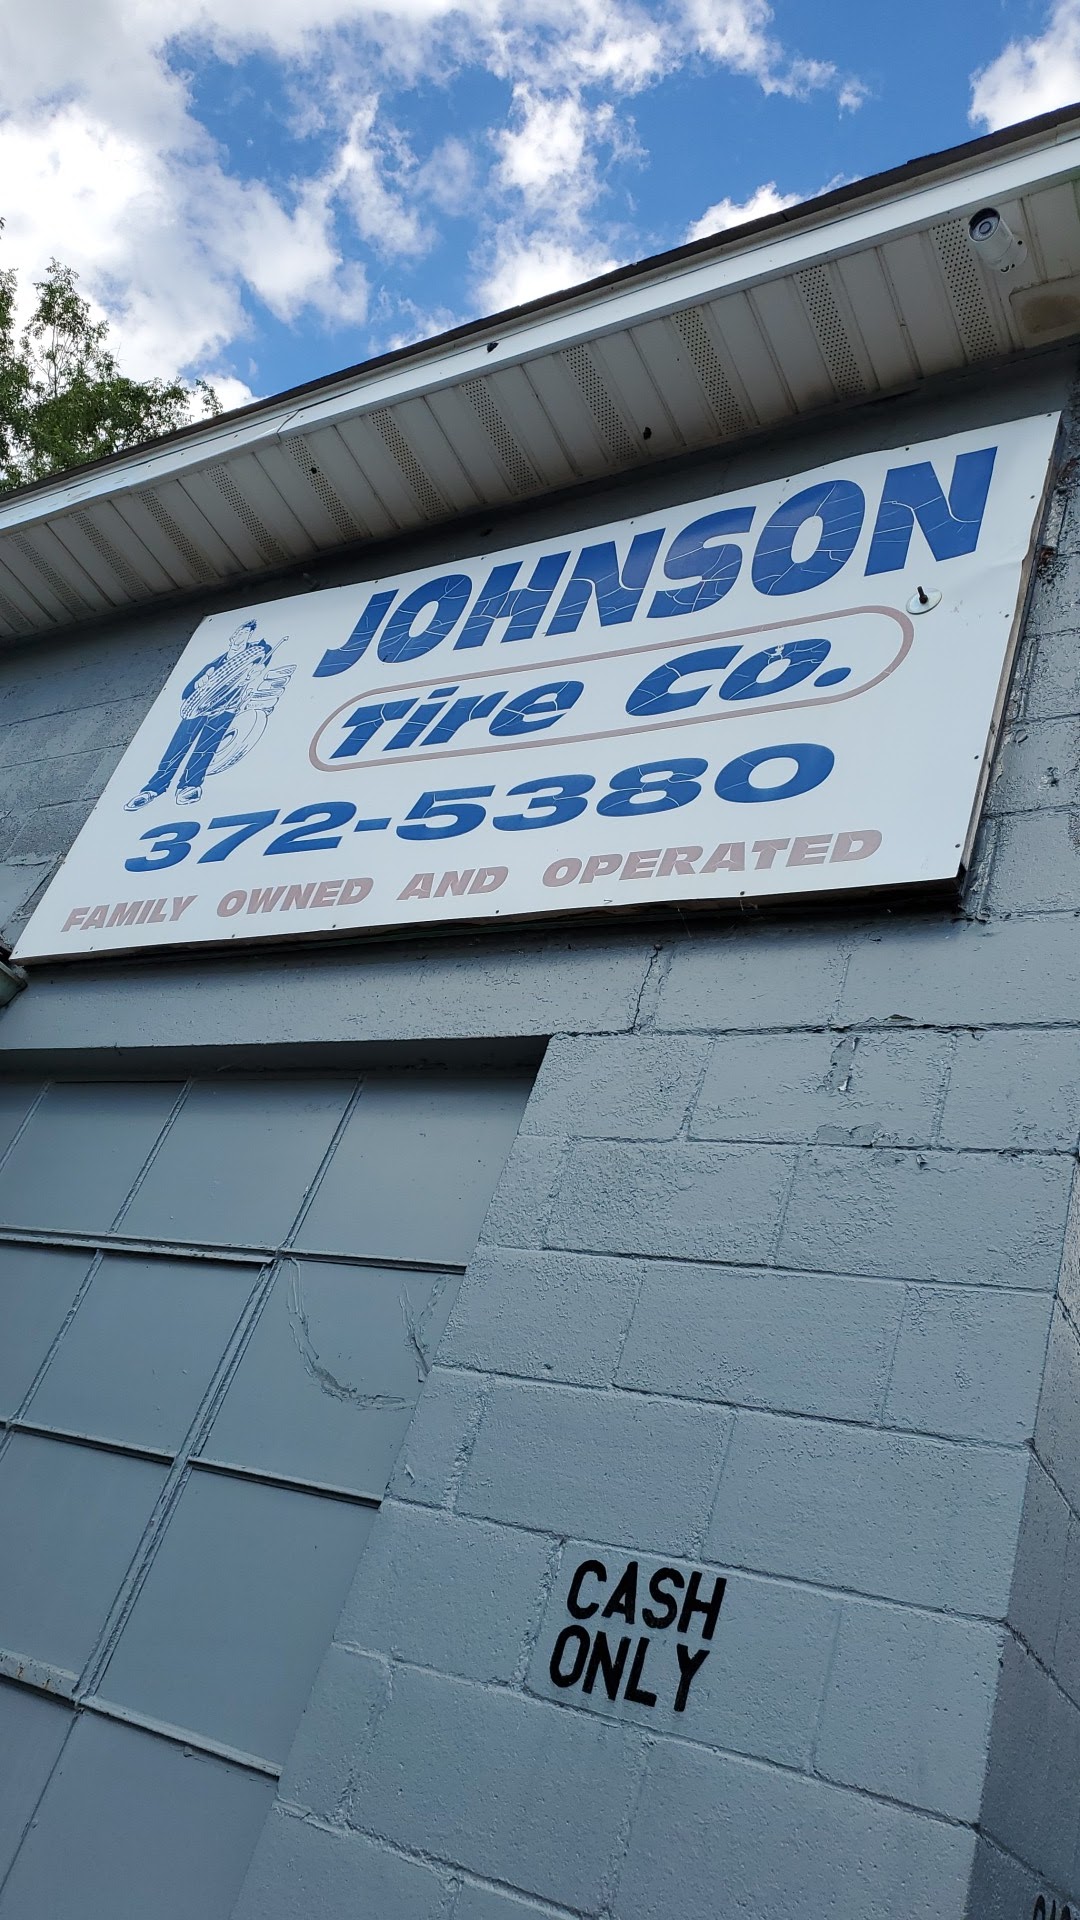 JOHNSON
Tire Co.
372-5380
FAMILY OWNED AND OPERATED
CASH
ONLY